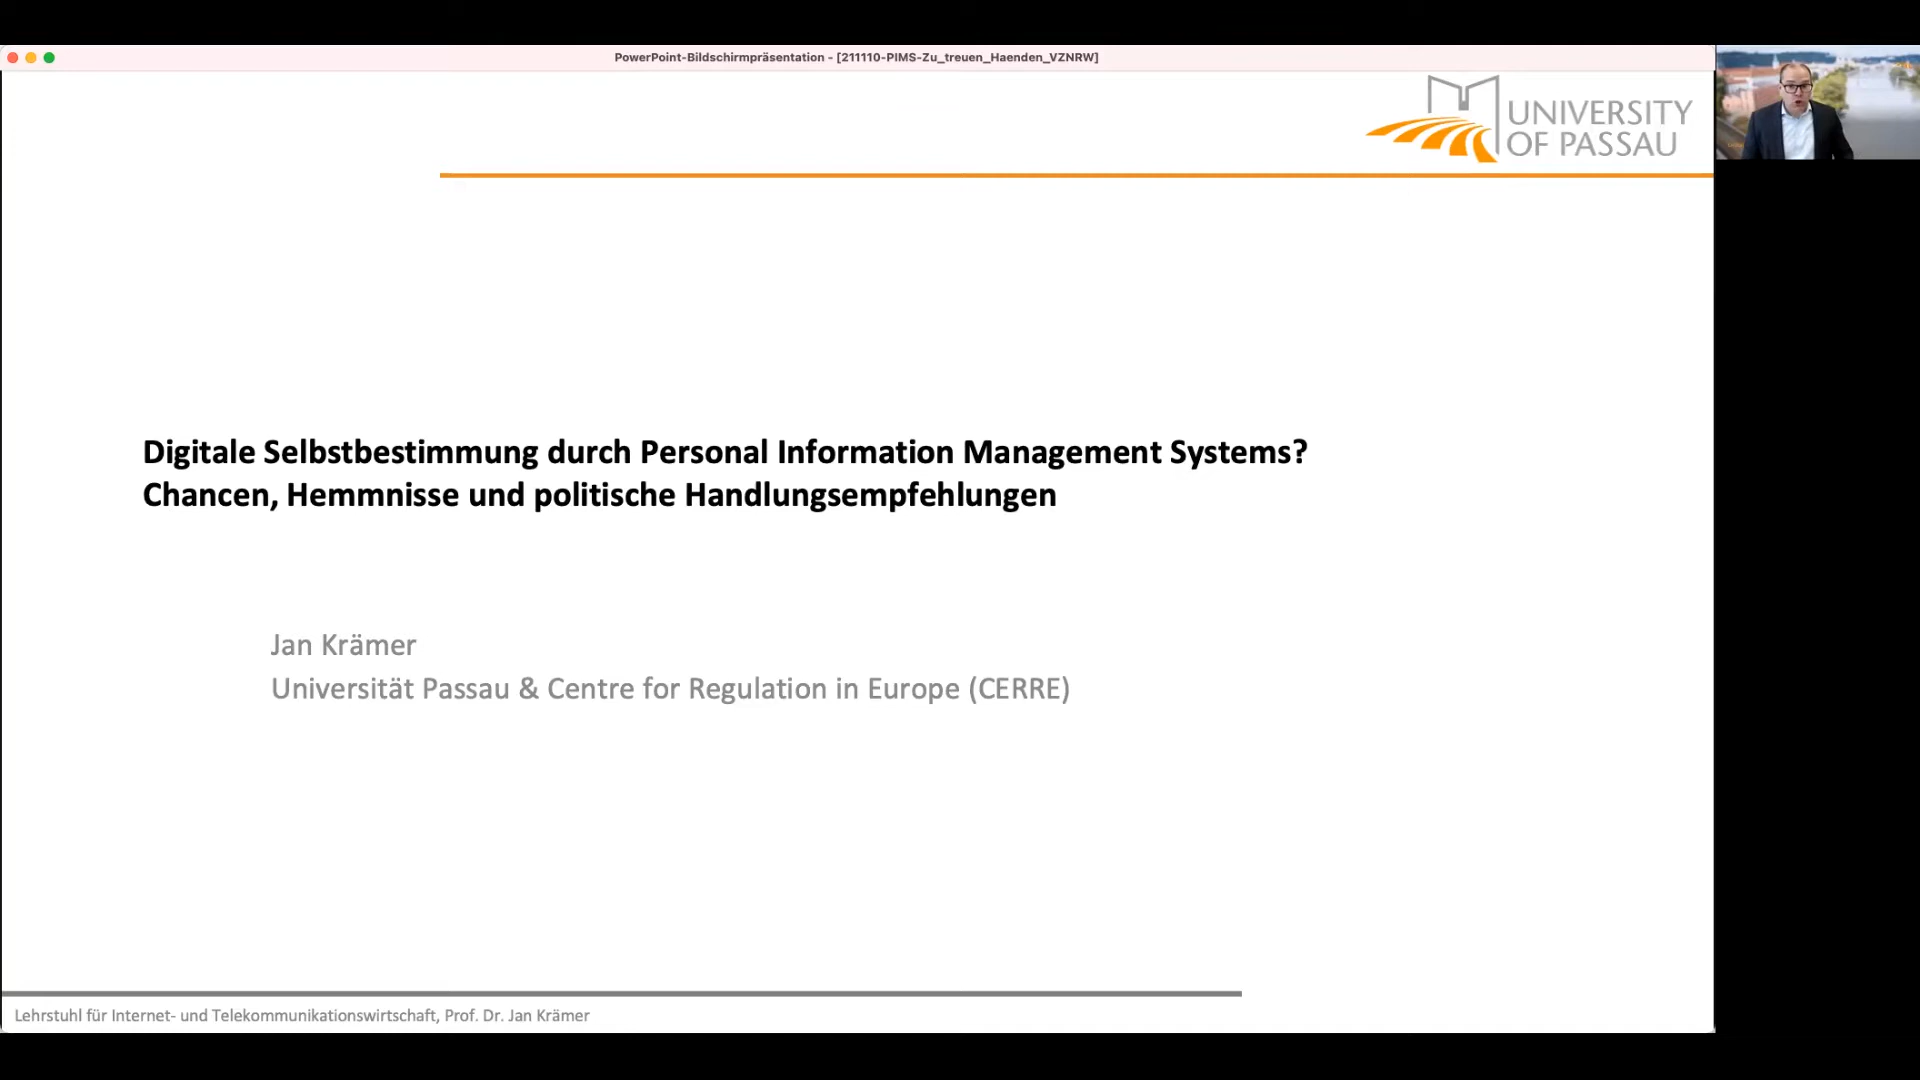 PowerPoint-Bildschirmpräsentation - [211110-PIMS-Zu_treuen_Haenden_VZNRW]
UNIVERSITY
OF PASSAU
Digitale Selbstbestimmung durch Personal Information Management Systems?
Chancen, Hemmnisse und politische Handlungsempfehlungen
Jan Krämer
Universität Passau & Centre for Regulation in Europe (CERRE)
Lehrstuhl für Internet- und Telekommunikationswirtschaft, Prof. Dr. Jan Krämer